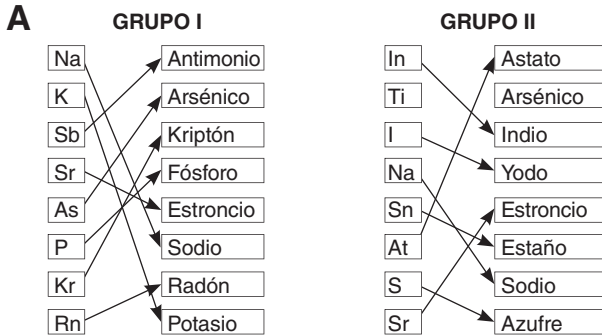 A
GRUPO I
Na
Antimonio
K
Arsénico
Sb
Kriptón
Sr
Fósforo
As
Estroncio
P
Sodio
Kr
Radón
Rn
Potasio
GRUPO II
In
Astato
Ti
Arsénico
I
Indio
Na
Yodo
Sn
Estroncio
At
Estaño
S
Sodio
Sr
Azufre